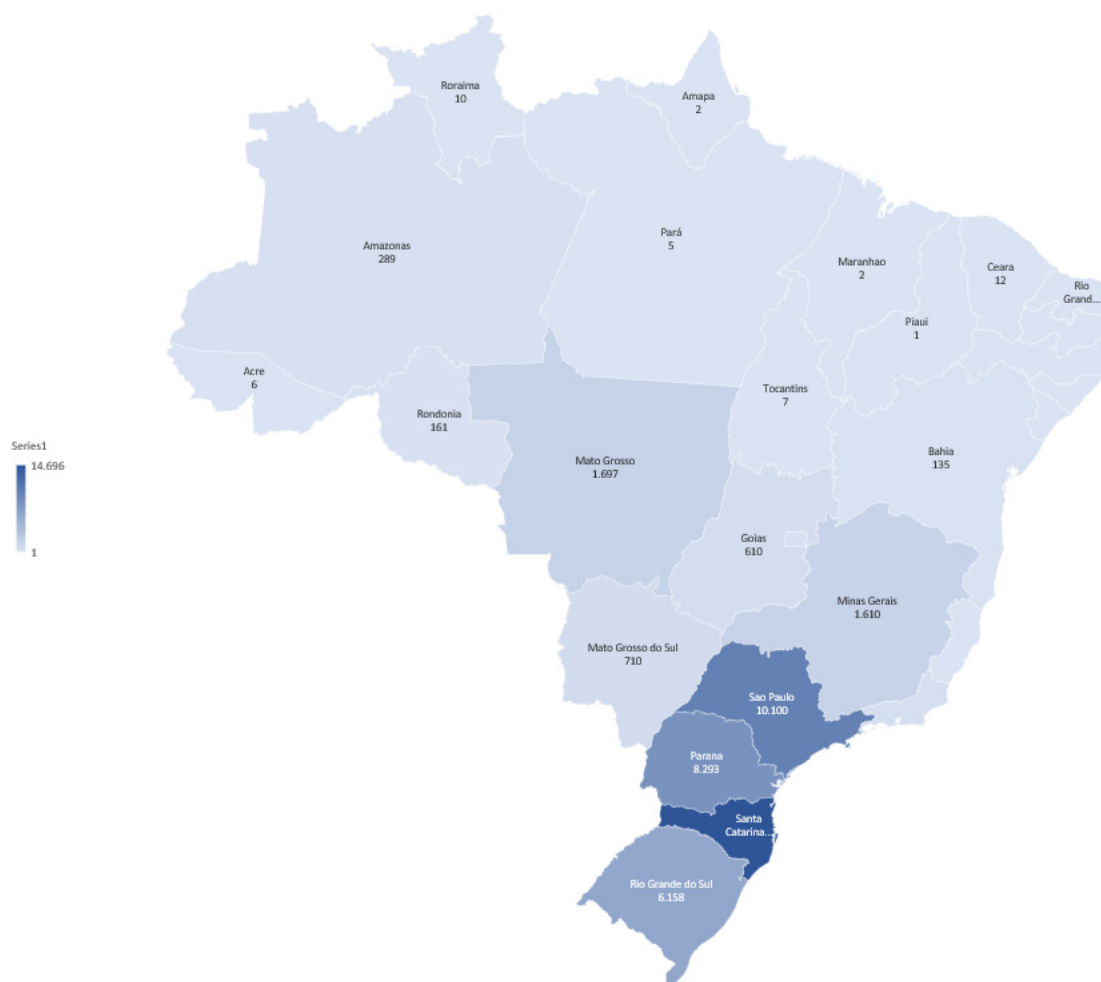 Roraima
10
Amapa
2
Amazonas
289
Pará
5
Maranhao
2
Ceara
12
Rio
Grand...
Piaui
1
Acre
6
Rondonia
161
Tocantins
7
Series1
14.696
1
Mato Grosso
1.697
Bahia
135
Goias
610
Minas Gerais
1.610
Mato Grosso do Sul
710
Sao Paulo
10.100
Parana
8.293
Santa
Catarina...
Rio Grande do Sul
6.158